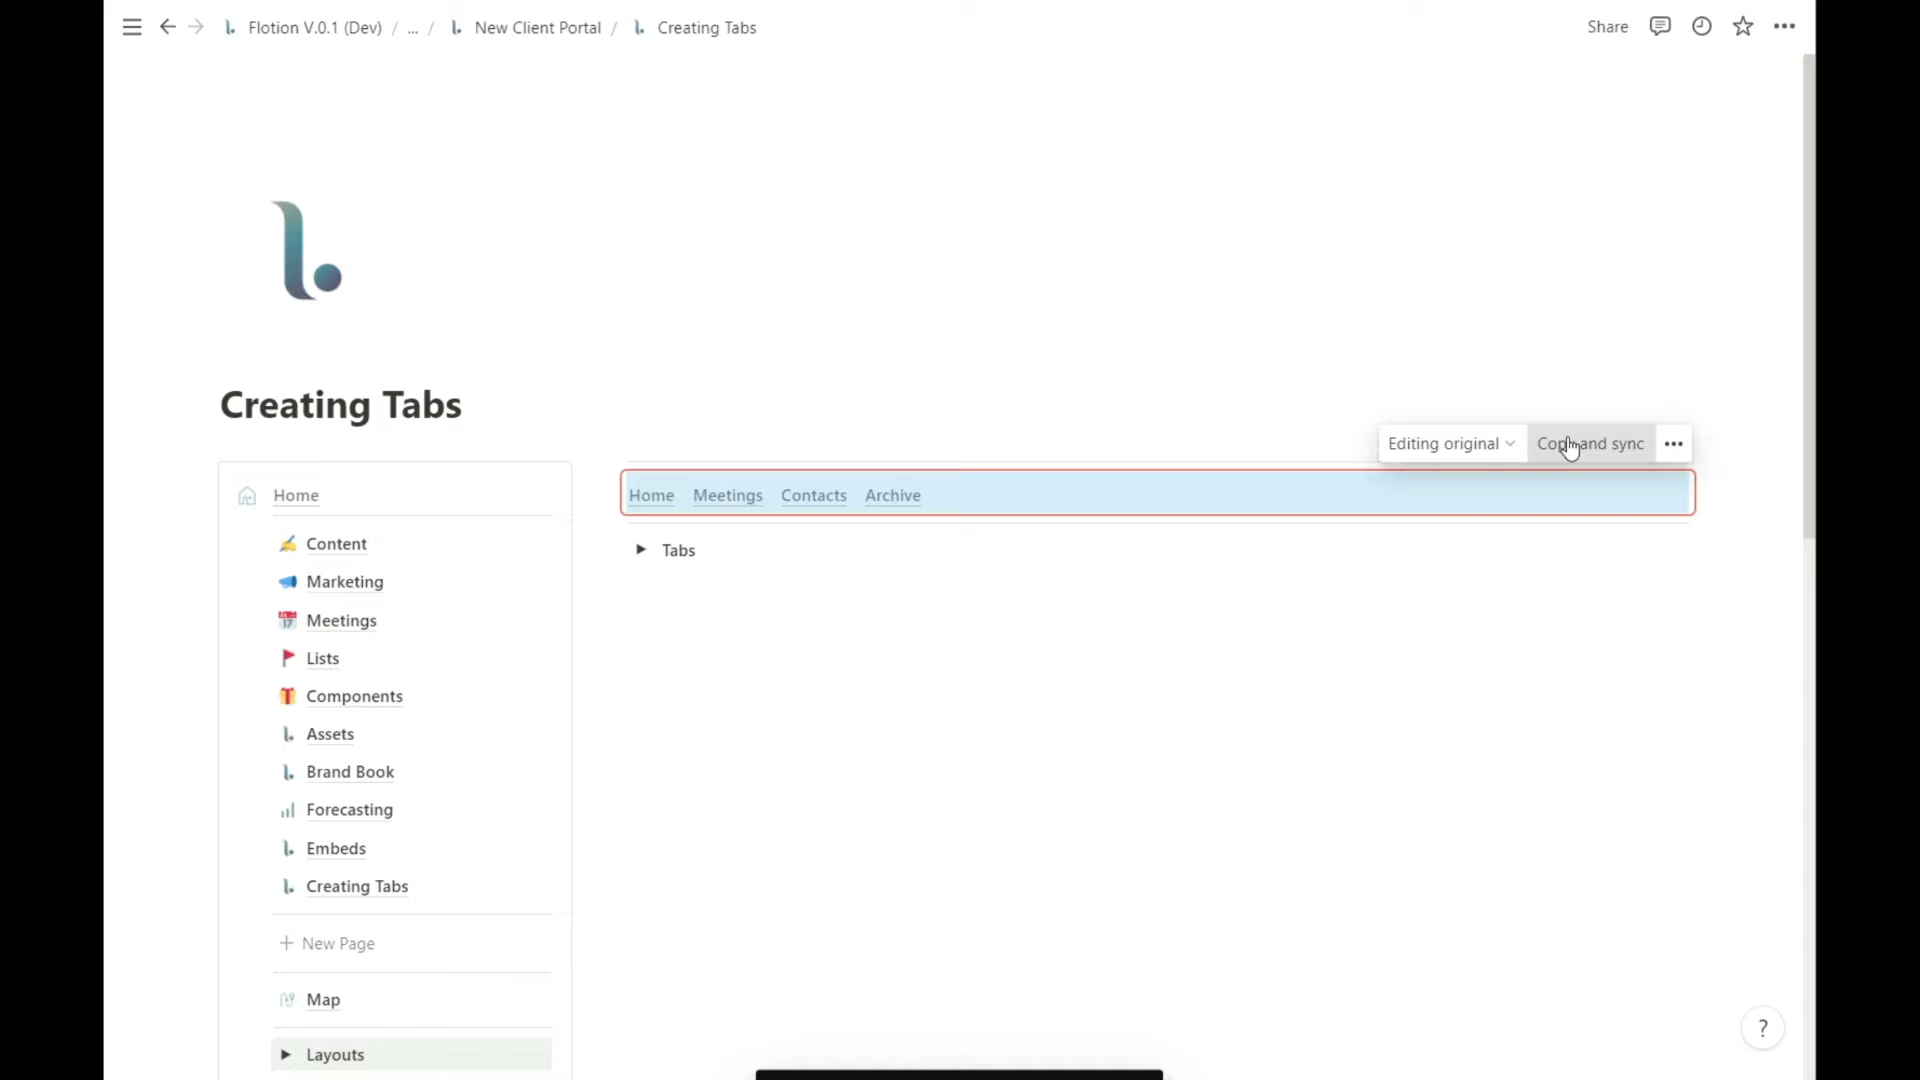 Flotion V.0.1 (Dev) / ... / New Client Portal / Creating Tabs
Share
Creating Tabs
Editing original
Copy and sync
Home Meetings Contacts Archive
Tabs
Home
Content
Marketing
17
Meetings
Lists
Components
Assets
Brand Book
Forecasting
Embeds
Creating Tabs
+ New Page
Map
Layouts
?